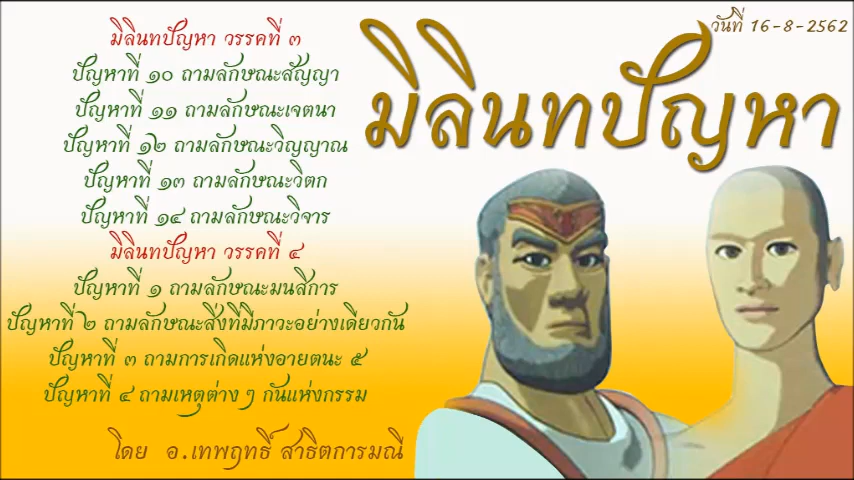 วันที่ 16-8-2562
มิลินทปัญหา
มิลินทปัญหา วรรคที่ ๓
ปัญหาที่ ๑๐ ถามลักษณะสัญญา
ปัญหาที่ ๑๑ ถามลักษณะเจตนา
ปัญหาที่ ๑๒ ถามลักษณะวิญญาณ
ปัญหาที่ ๑๓ ถามลักษณะวิตก
ปัญหาที่ ๑๔ ถามลักษณะวิจาร
มิลินทปัญหา วรรคที่ ๔
ปัญหาที่ ๑ ถามลักษณะมนสิการ
ปัญหาที่ ๒ ถามลักษณะสิ่งที่มีภาวะอย่างเดียวกัน
ปัญหาที่ ๓ ถามการเกิดแห่งอายตนะ ๕
ปัญหาที่ ๔ ถามเหตุต่าง ๆ กันแห่งกรรม
โดย อ.เทพฤทธิ์ สาธิตการมณี